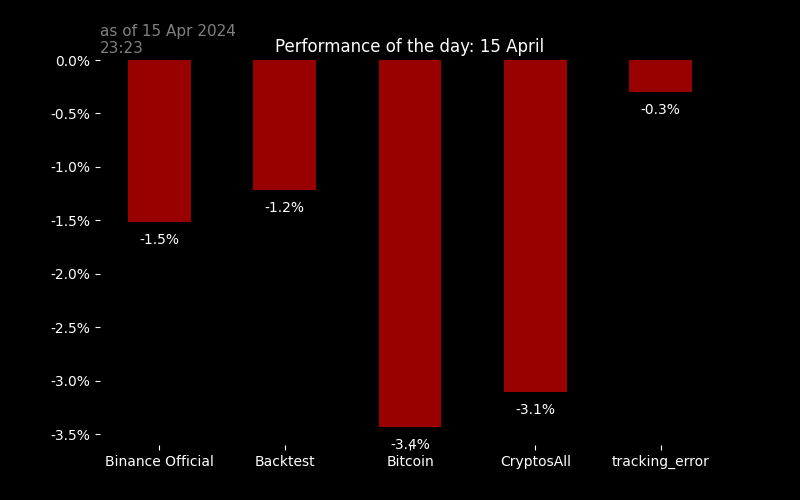 as of 15 Apr 2024
23:23
Performance of the day: 15 April
0.0%
-0.5%
-1.0%
-1.5%
-2.0%
-2.5%
-3.0%
-3.5%
-1.5%
-1.2%
-3.4%
-3.1%
-0.3%
Binance Official
Backtest
Bitcoin
CryptosAll
tracking_error